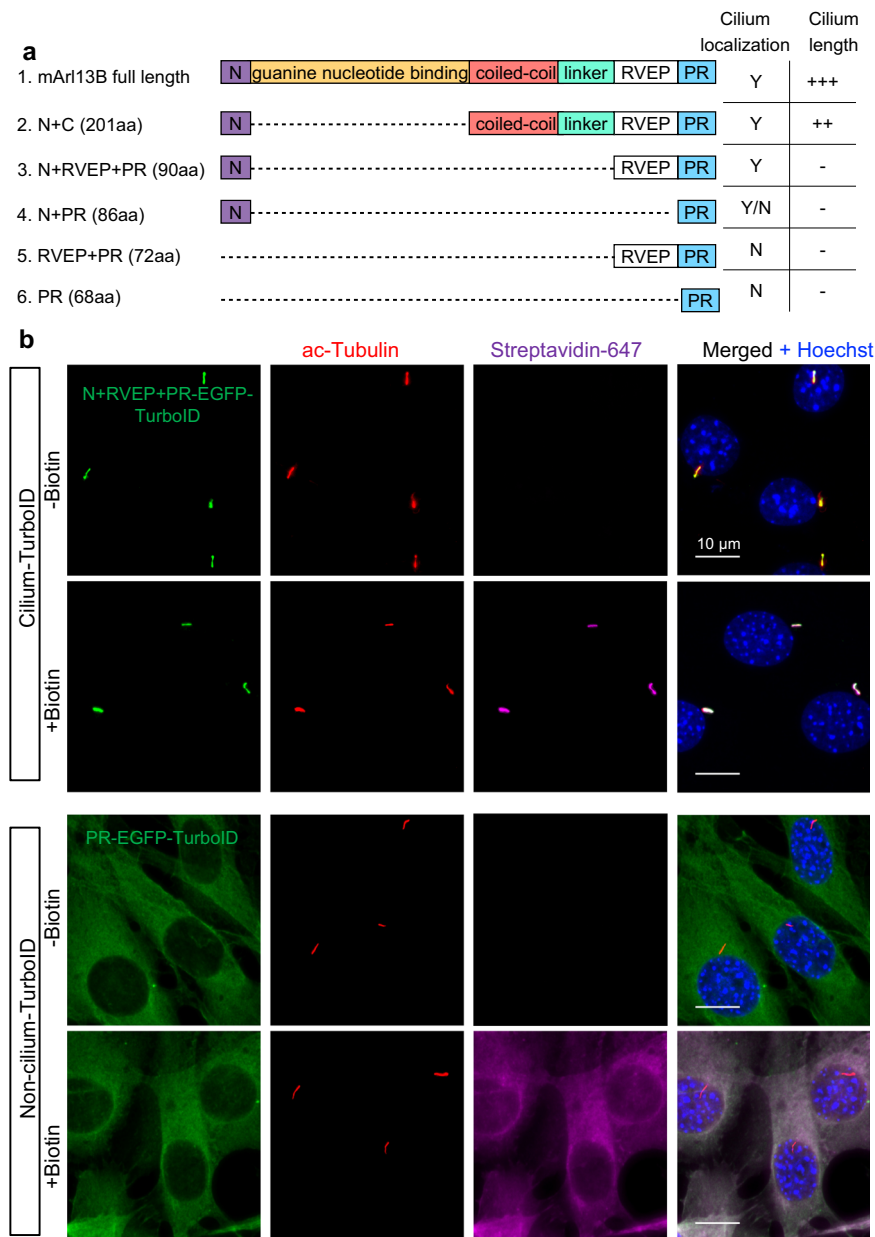 a
Cilium localization
Cilium length
1. mArl13B full length
N
guanine nucleotide binding
coiled-coil
linker
RVEP
PR
Y
+++
2. N+C (201aa)
N
coiled-coil
linker
RVEP
PR
Y
++
3. N+RVEP+PR (90aa)
N
RVEP
PR
Y
-
4. N+PR (86aa)
N
PR
Y/N
-
5. RVEP+PR (72aa)
RVEP
PR
N
-
6. PR (68aa)
PR
N
-
b
ac-Tubulin
Streptavidin-647
Merged + Hoechst
Cilium-TurboID
-Biotin
N+RVEP+PR-EGFP-
TurboID
10 µm
+Biotin
Non-cilium-TurboID
-Biotin
PR-EGFP-TurboID
+Biotin